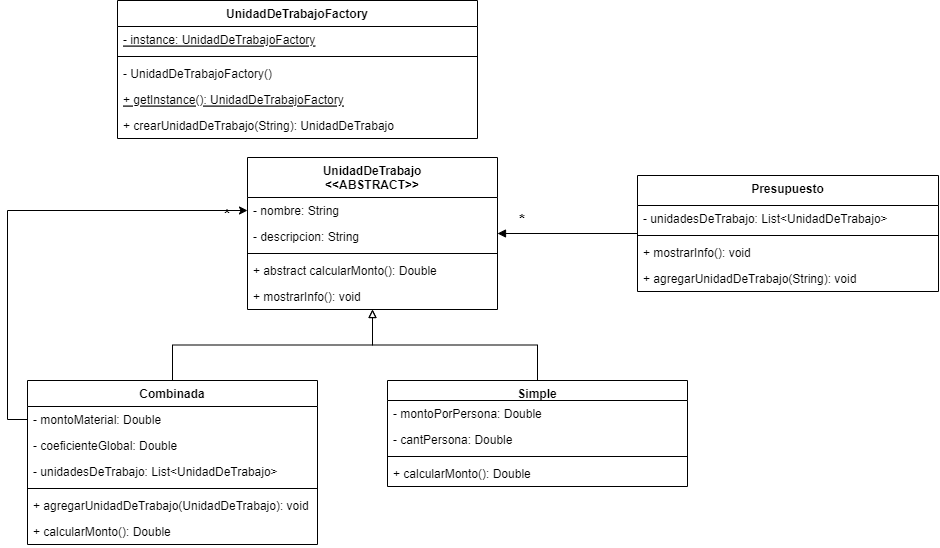 UnidadDeTrabajoFactory
- instance: UnidadDeTrabajoFactory
- UnidadDeTrabajoFactory()
+ getInstance(): UnidadDeTrabajoFactory
+ crearUnidadDeTrabajo(String): UnidadDeTrabajo
UnidadDeTrabajo
<<ABSTRACT>>
- nombre: String
- descripcion: String
+ abstract calcularMonto(): Double
+ mostrarInfo(): void
*
*
Presupuesto
- unidadesDeTrabajo: List<UnidadDeTrabajo>
+ mostrarInfo(): void
+ agregarUnidadDeTrabajo(String): void
Combinada
- montoMaterial: Double
- coeficienteGlobal: Double
- unidadesDeTrabajo: List<UnidadDeTrabajo>
+ agregarUnidadDeTrabajo(UnidadDeTrabajo): void
+ calcularMonto(): Double
Simple
- montoPorPersona: Double
- cantPersona: Double
+ calcularMonto(): Double